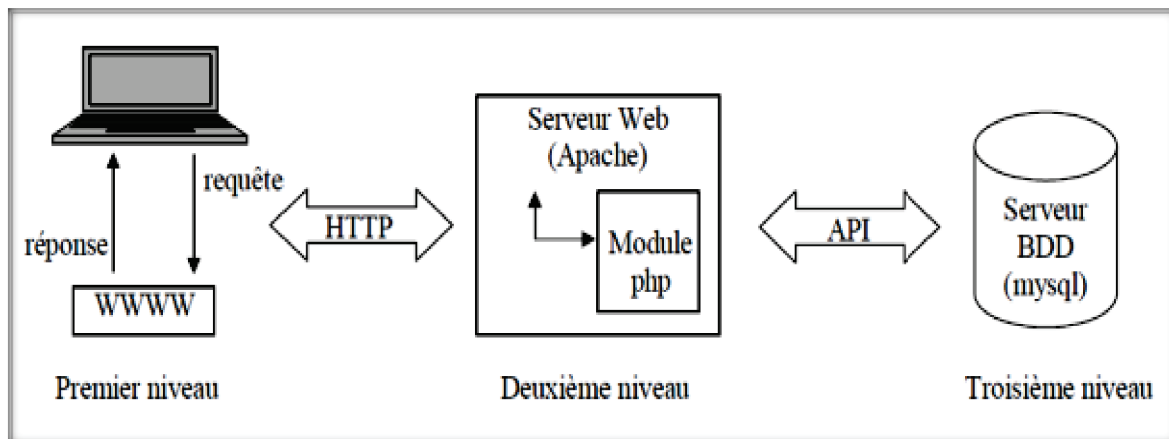 requête
réponse
WWWW
Premier niveau
HTTP
Serveur Web
(Apache)
Module
php
Deuxième niveau
API
Serveur
BDD
(mysql)
Troisième niveau